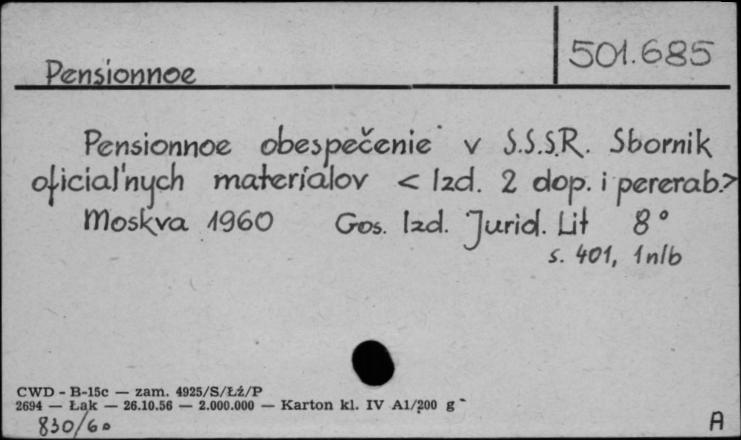 501.685
Pensionnoe
Pensionnoe obespečenie v S.S.S.R. Sbornik
oficial'nych materialov < Izd. 2 dop. i pererab.>
Moskva 1960 Gos. Izd. Jurid. Lit 8°
s. 401, 1nlb
CWD - B-15c — zam. 4925/S/Łź/P
2694 — Łak — 26.10.56 — 2.000.000 — Karton kl. IV A1/200 g
830/60 A